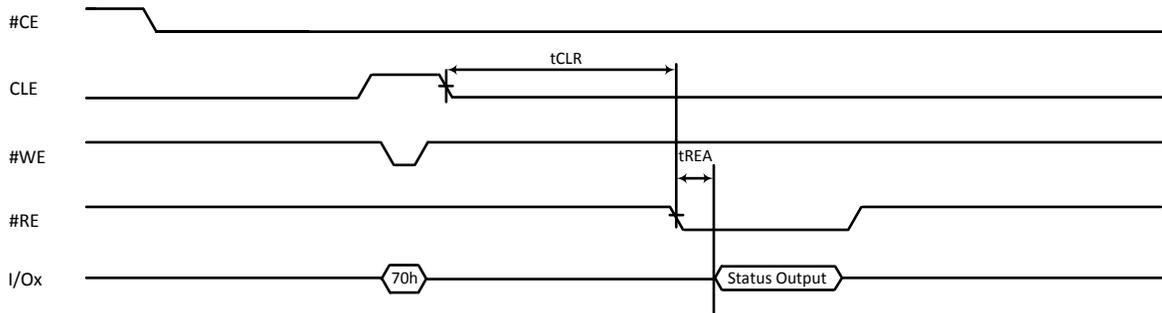 #CE
tCLR
CLE
#WE
tREA
#RE
I/Ox
70h
Status Output